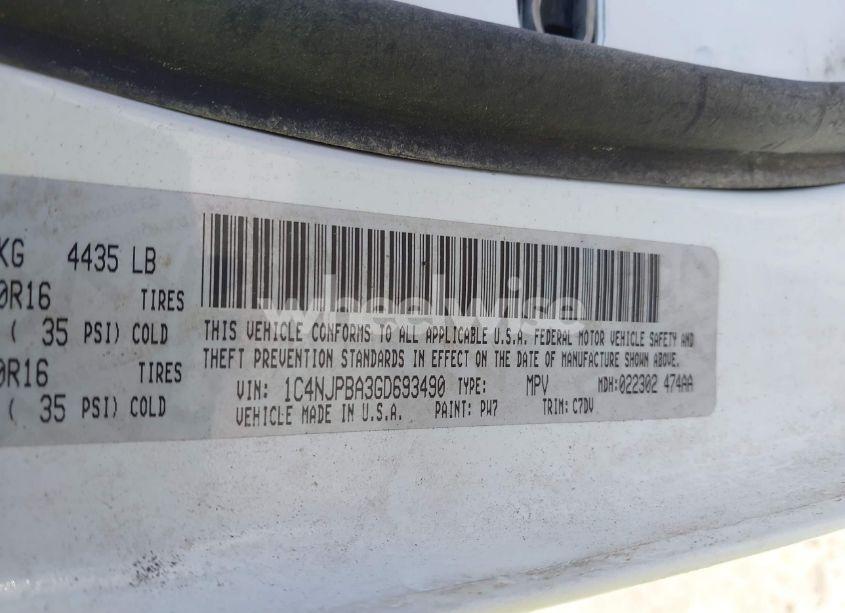 KG 4435 LB
0R16 TIRES
( 35 PSI) COLD
0R16 TIRES
( 35 PSI) COLD
wheelwise
THIS VEHICLE CONFORMS TO ALL APPLICABLE U.S.A. FEDERAL MOTOR VEHICLE SAFETY AND
THEFT PREVENTION STANDARDS IN EFFECT ON THE DATE OF MANUFACTURE SHOWN ABOVE.
VIN: 1C4NJPBA3GD693490 TYPE: MPV MDH:022302 474AA
VEHICLE MADE IN U.S.A. PAINT: PW7 TRIM: C7DV